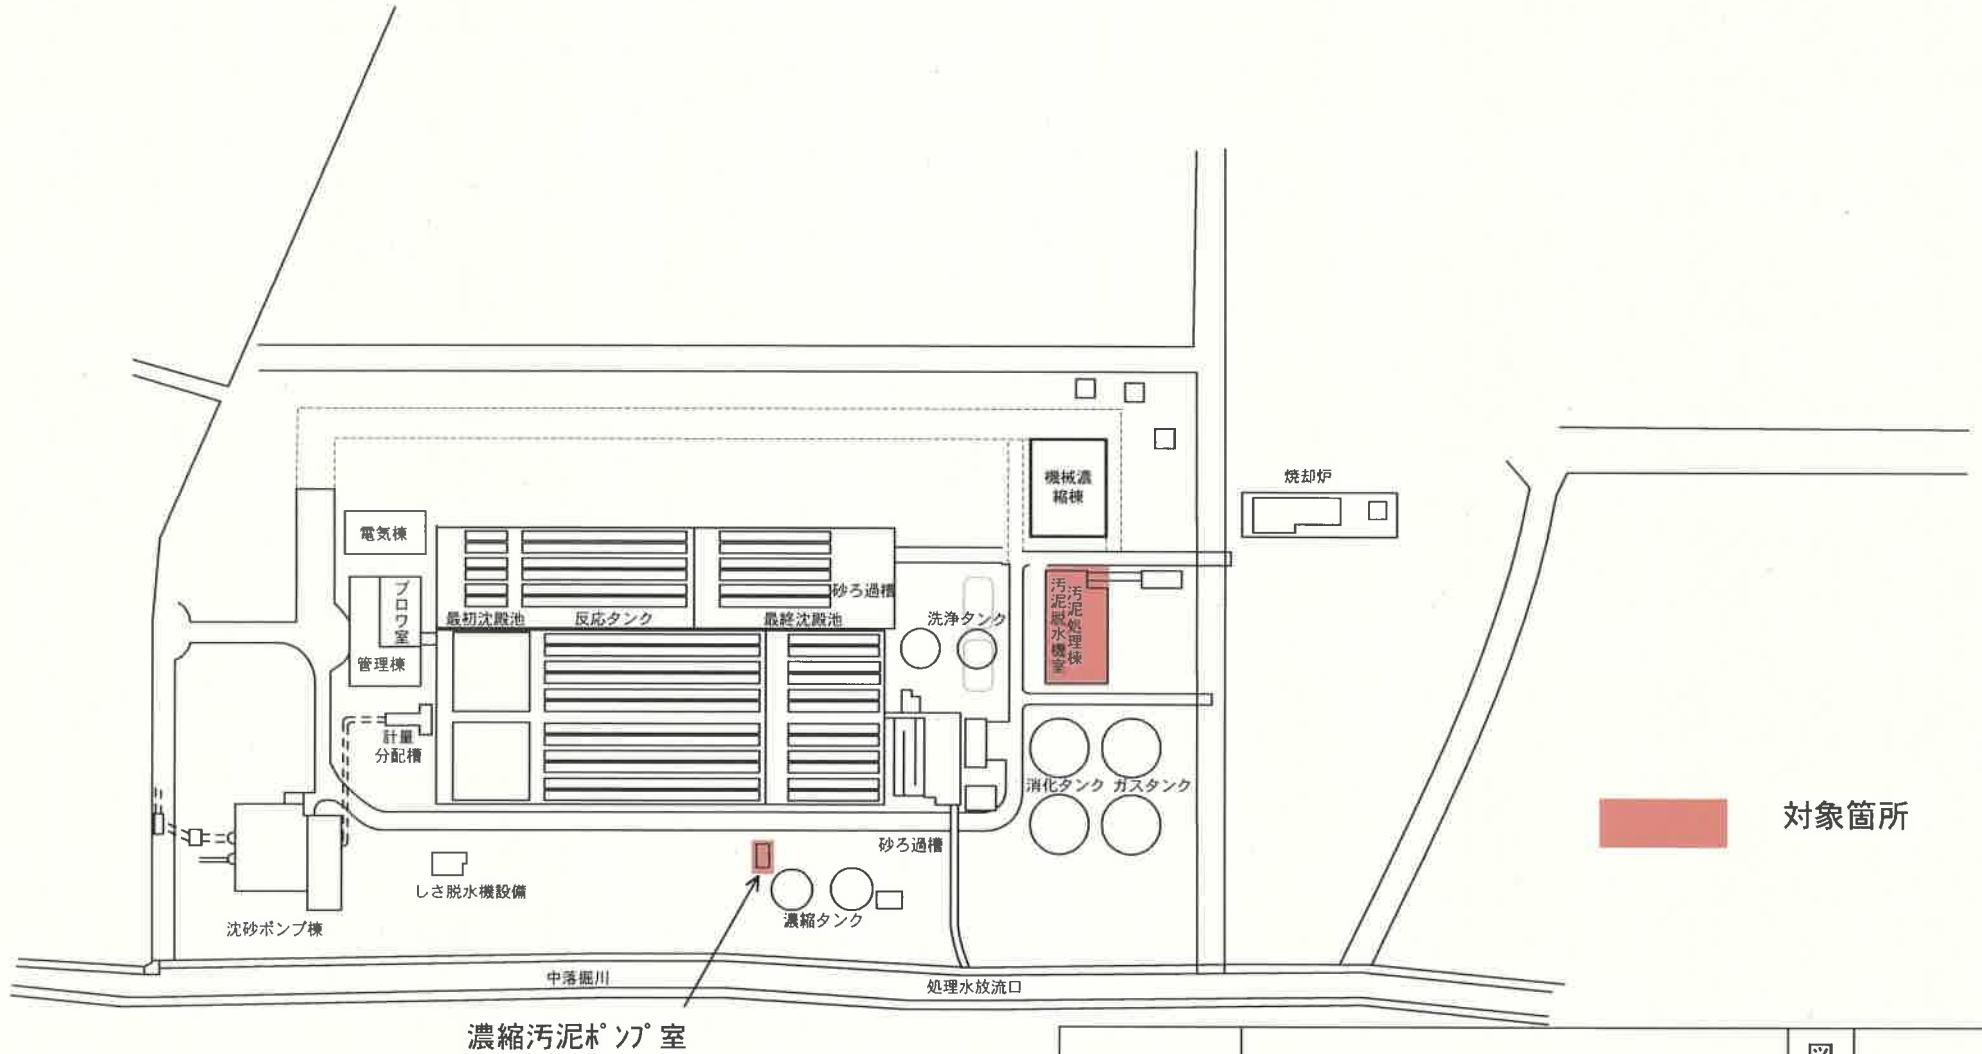 機械濃
縮棟
焼却炉
電気棟
ブロワ室
管理棟
最初沈殿池
反応タンク
最終沈殿池
砂ろ過槽
洗浄タンク
汚泥処理棟
汚泥脱水機室
計量
分配槽
消化タンク
ガスタンク
対象箇所
砂ろ過槽
しさ脱水機設備
濃縮タンク
沈砂ポンプ棟
中落堀川
処理水放流口
濃縮汚泥ﾎﾟﾝﾌﾟ室